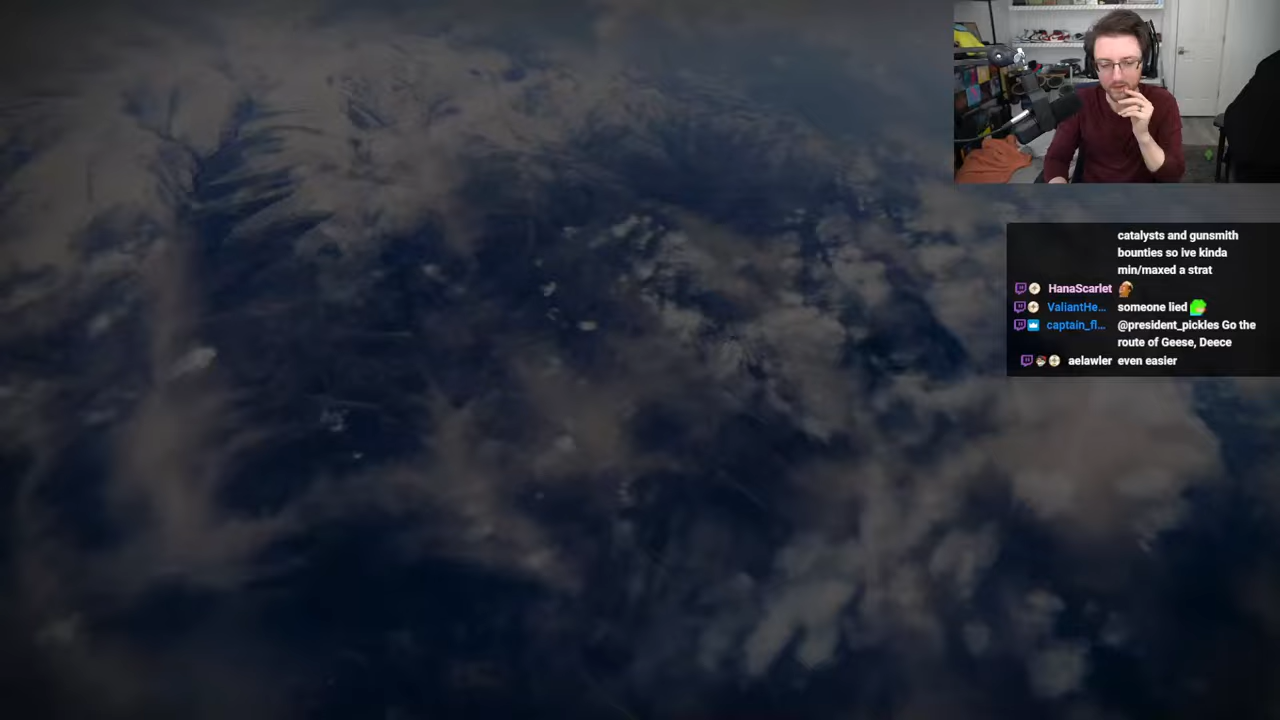 catalysts and gunsmith
bounties so ive kinda
min/maxed a strat
HanaScarlet
ValiantHe... someone lied
captain_fl... @president_pickles Go the
route of Geese, Deece
aelawler even easier